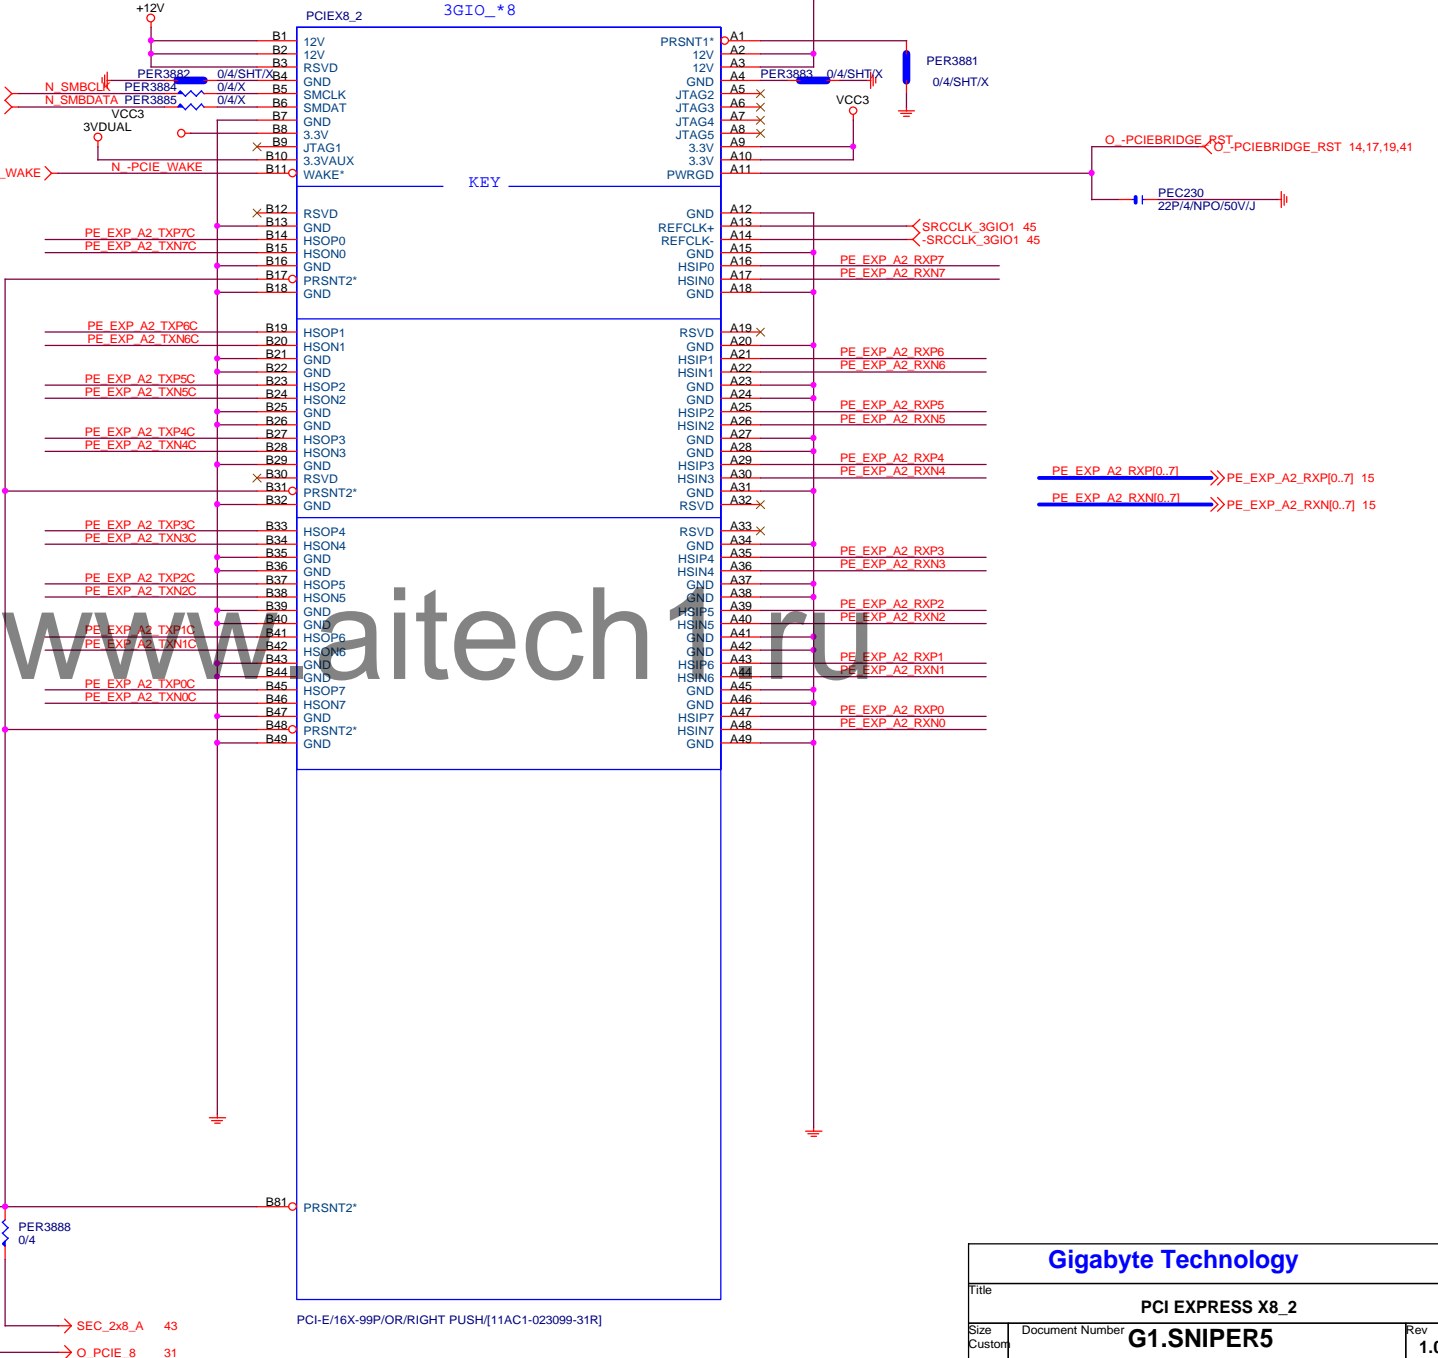 +12V
PCIEX8_2
3GIO_*8
B1 12V
B2 12V
B3 RSVD
PER3882 0/4/SHT/X B4 GND
N_SMBCLK PER3884 0/4/X B5 SMCLK
N_SMBDATA PER3885 0/4/X B6 SMDAT
VCC3 B7 GND
3VDUAL B8 3.3V
B9 JTAG1
B10 3.3VAUX
_WAKE N_-PCIE_WAKE B11 WAKE*
PRSNT1* A1
12V A2
12V A3
GND A4 PER3883 0/4/SHT/X
JTAG2 A5
JTAG3 A6
JTAG4 A7
JTAG5 A8
3.3V A9
3.3V A10
PWRGD A11
PER3881
0/4/SHT/X
VCC3
O_-PCIEBRIDGE_RST
O_-PCIEBRIDGE_RST 14,17,19,41
PEC230
22P/4/NPO/50V/J
KEY
B12 RSVD
B13 GND
PE_EXP_A2_TXP7C B14 HSOP0
PE_EXP_A2_TXN7C B15 HSON0
B16 GND
B17 PRSNT2*
B18 GND
GND A12
REFCLK+ A13 SRCCLK_3GIO1 45
REFCLK- A14 -SRCCLK_3GIO1 45
GND A15
HSIP0 A16 PE_EXP_A2_RXP7
HSIN0 A17 PE_EXP_A2_RXN7
GND A18
PE_EXP_A2_TXP6C B19 HSOP1
PE_EXP_A2_TXN6C B20 HSON1
B21 GND
B22 GND
PE_EXP_A2_TXP5C B23 HSOP2
PE_EXP_A2_TXN5C B24 HSON2
B25 GND
B26 GND
PE_EXP_A2_TXP4C B27 HSOP3
PE_EXP_A2_TXN4C B28 HSON3
B29 GND
B30 RSVD
B31 PRSNT2*
B32 GND
RSVD A19
GND A20
HSIP1 A21 PE_EXP_A2_RXP6
HSIN1 A22 PE_EXP_A2_RXN6
GND A23
GND A24
HSIP2 A25 PE_EXP_A2_RXP5
HSIN2 A26 PE_EXP_A2_RXN5
GND A27
GND A28
HSIP3 A29 PE_EXP_A2_RXP4
HSIN3 A30 PE_EXP_A2_RXN4
GND A31
RSVD A32
PE_EXP_A2_RXP[0..7] PE_EXP_A2_RXP[0..7] 15
PE_EXP_A2_RXN[0..7] PE_EXP_A2_RXN[0..7] 15
PE_EXP_A2_TXP3C B33 HSOP4
PE_EXP_A2_TXN3C B34 HSON4
B35 GND
B36 GND
PE_EXP_A2_TXP2C B37 HSOP5
PE_EXP_A2_TXN2C B38 HSON5
B39 GND
B40 GND
PE_EXP_A2_TXP1C B41 HSOP6
PE_EXP_A2_TXN1C B42 HSON6
B43 GND
B44 GND
PE_EXP_A2_TXP0C B45 HSOP7
PE_EXP_A2_TXN0C B46 HSON7
B47 GND
B48 PRSNT2*
B49 GND
RSVD A33
GND A34
HSIP4 A35 PE_EXP_A2_RXP3
HSIN4 A36 PE_EXP_A2_RXN3
GND A37
GND A38
HSIP5 A39 PE_EXP_A2_RXP2
HSIN5 A40 PE_EXP_A2_RXN2
GND A41
GND A42
HSIP6 A43 PE_EXP_A2_RXP1
HSIN6 A44 PE_EXP_A2_RXN1
GND A45
GND A46
HSIP7 A47 PE_EXP_A2_RXP0
HSIN7 A48 PE_EXP_A2_RXN0
GND A49
www.aitech1.ru
B81 PRSNT2*
PER3888
0/4
PCI-E/16X-99P/OR/RIGHT PUSH/[11AC1-023099-31R]
SEC_2x8_A 43
O_PCIE_8 31
Gigabyte Technology
Title
PCI EXPRESS X8_2
Size Document Number Rev
Custom G1.SNIPER5 1.0